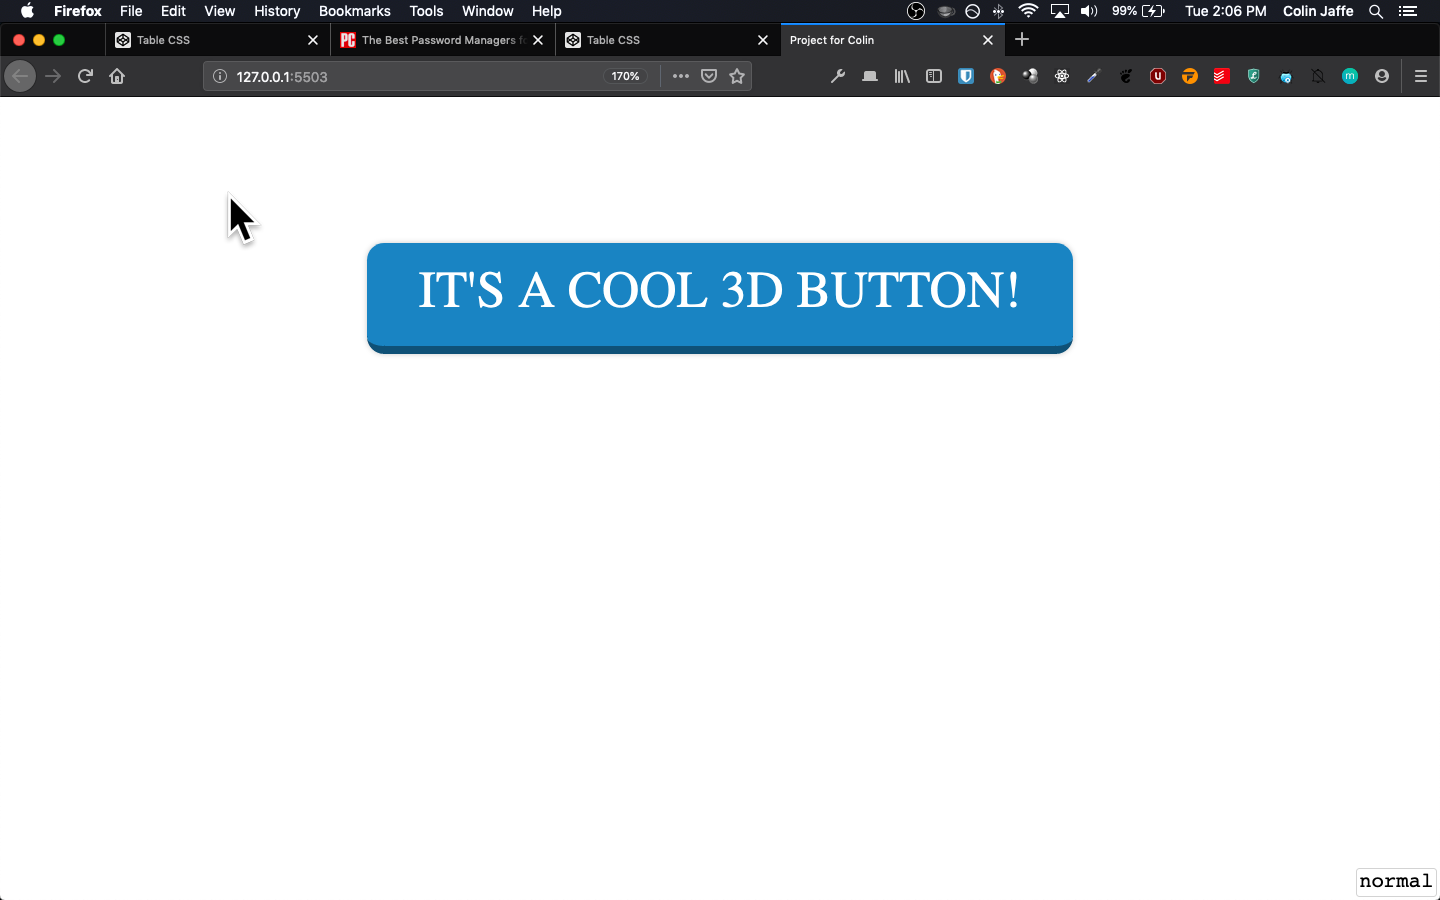 Firefox File Edit View History Bookmarks Tools Window Help 99% Tue 2:06 PM Colin Jaffe
Table CSS PC The Best Password Managers fo Table CSS Project for Colin
127.0.0.1:5503 170%
IT'S A COOL 3D BUTTON!
normal